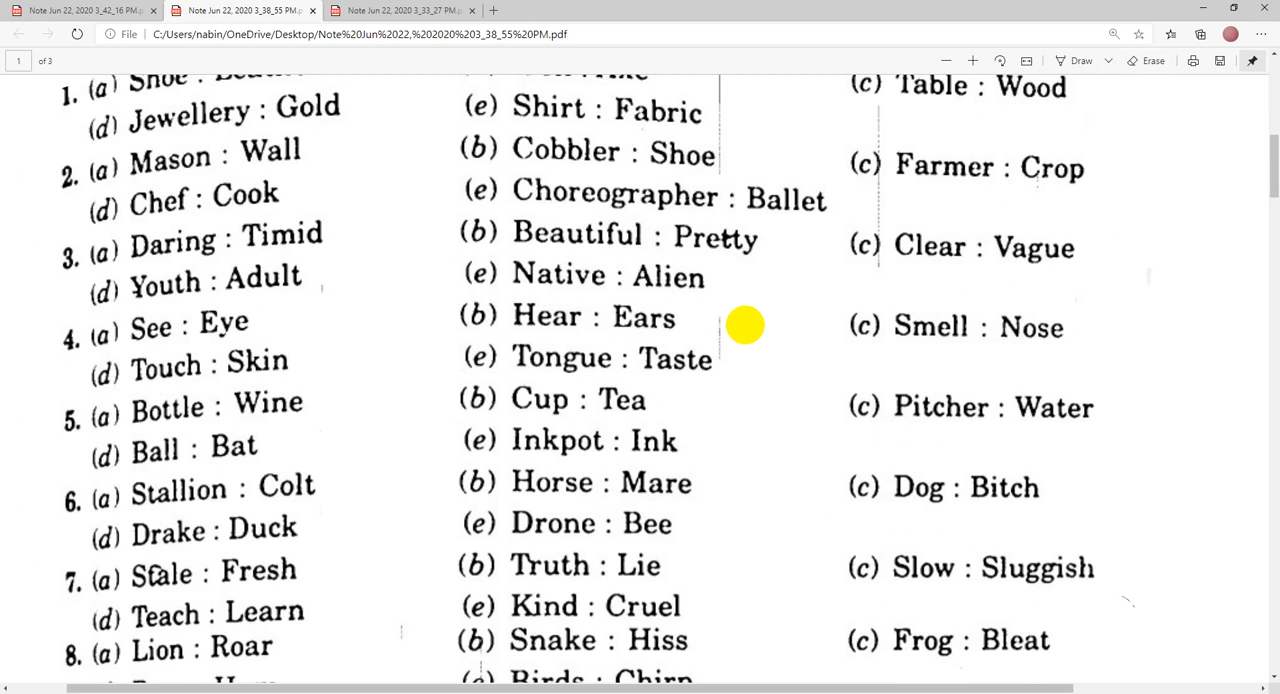 Note Jun 22, 2020 3_42_16 PM.p
Note Jun 22, 2020 3_38_55 PM.p
Note Jun 22, 2020 3_33_27 PM.p
File C:/Users/nabin/OneDrive/Desktop/Note%20Jun%2022,%202020%203_38_55%20PM.pdf
1 of 3 Draw Erase
1. (a) Shoe : (c) Table : Wood
(d) Jewellery : Gold (e) Shirt : Fabric
2. (a) Mason : Wall (b) Cobbler : Shoe (c) Farmer : Crop
(d) Chef : Cook (e) Choreographer : Ballet
3. (a) Daring : Timid (b) Beautiful : Pretty (c) Clear : Vague
(d) Youth : Adult (e) Native : Alien
4. (a) See : Eye (b) Hear : Ears (c) Smell : Nose
(d) Touch : Skin (e) Tongue : Taste
5. (a) Bottle : Wine (b) Cup : Tea (c) Pitcher : Water
(d) Ball : Bat (e) Inkpot : Ink
6. (a) Stallion : Colt (b) Horse : Mare (c) Dog : Bitch
(d) Drake : Duck (e) Drone : Bee
7. (a) Stale : Fresh (b) Truth : Lie (c) Slow : Sluggish
(d) Teach : Learn (e) Kind : Cruel
8. (a) Lion : Roar (b) Snake : Hiss (c) Frog : Bleat
(e) Birds : Chirp